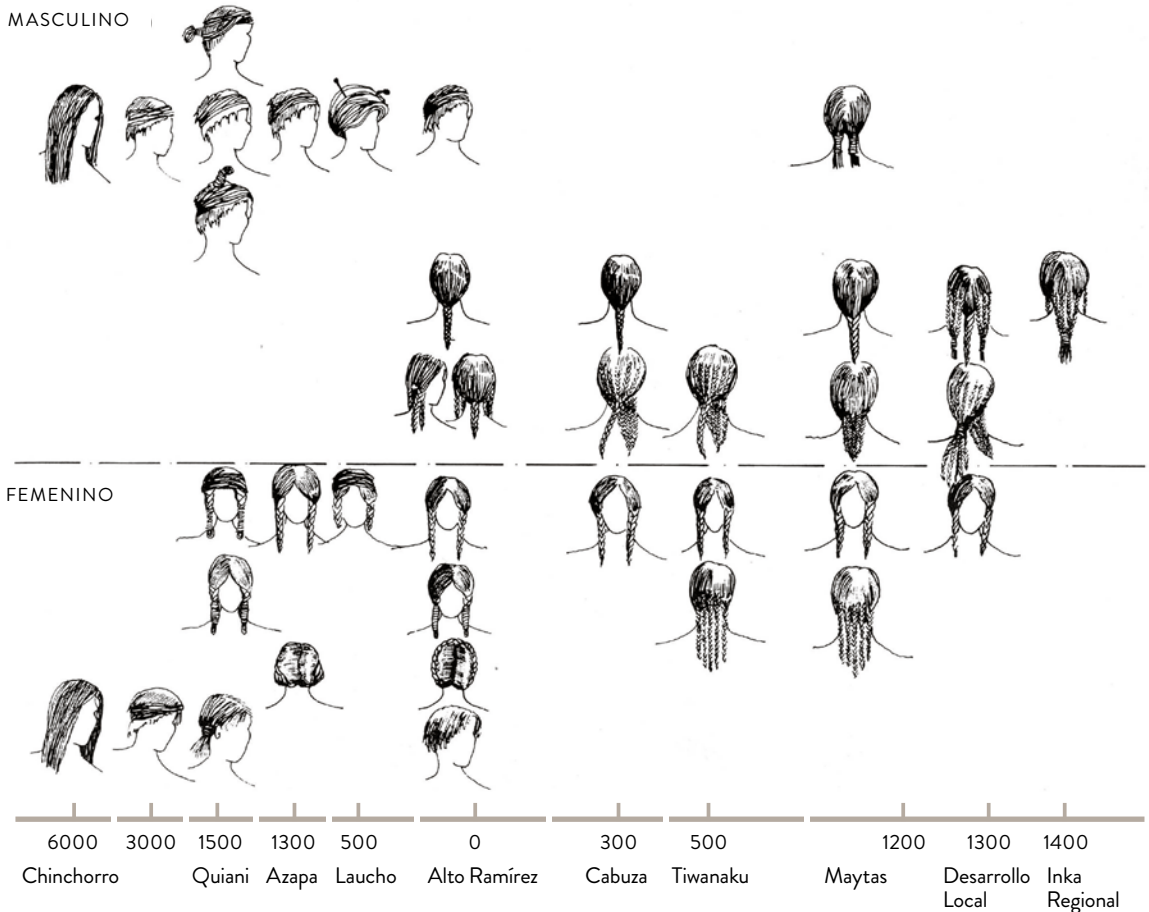 MASCULINO
FEMENINO
6000 3000 1500 1300 500 0 300 500 1200 1300 1400
Chinchorro Quiani Azapa Laucho Alto Ramírez Cabuza Tiwanaku Maytas Desarrollo Inka
Local Regional